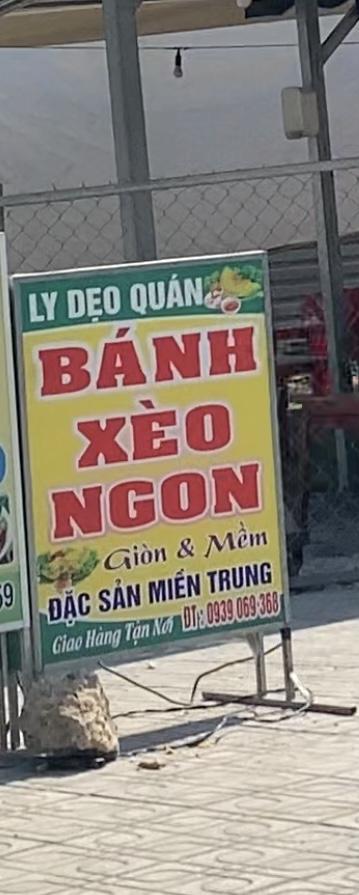 LY DẸO QUÁN
BÁNH
XÈO
NGON
Giòn & Mềm
ĐẶC SẢN MIỀN TRUNG
Giao Hàng Tận Nơi ĐT: 0939 069 368
59